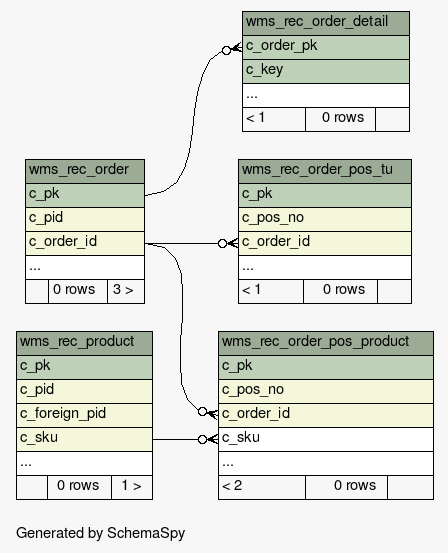 wms_rec_order_detail
c_order_pk
c_key
...
< 1 0 rows
wms_rec_order
c_pk
c_pid
c_order_id
...
0 rows 3 >
wms_rec_order_pos_tu
c_pk
c_pos_no
c_order_id
...
< 1 0 rows
wms_rec_product
c_pk
c_pid
c_foreign_pid
c_sku
...
0 rows 1 >
wms_rec_order_pos_product
c_pk
c_pos_no
c_order_id
c_sku
...
< 2 0 rows
Generated by SchemaSpy